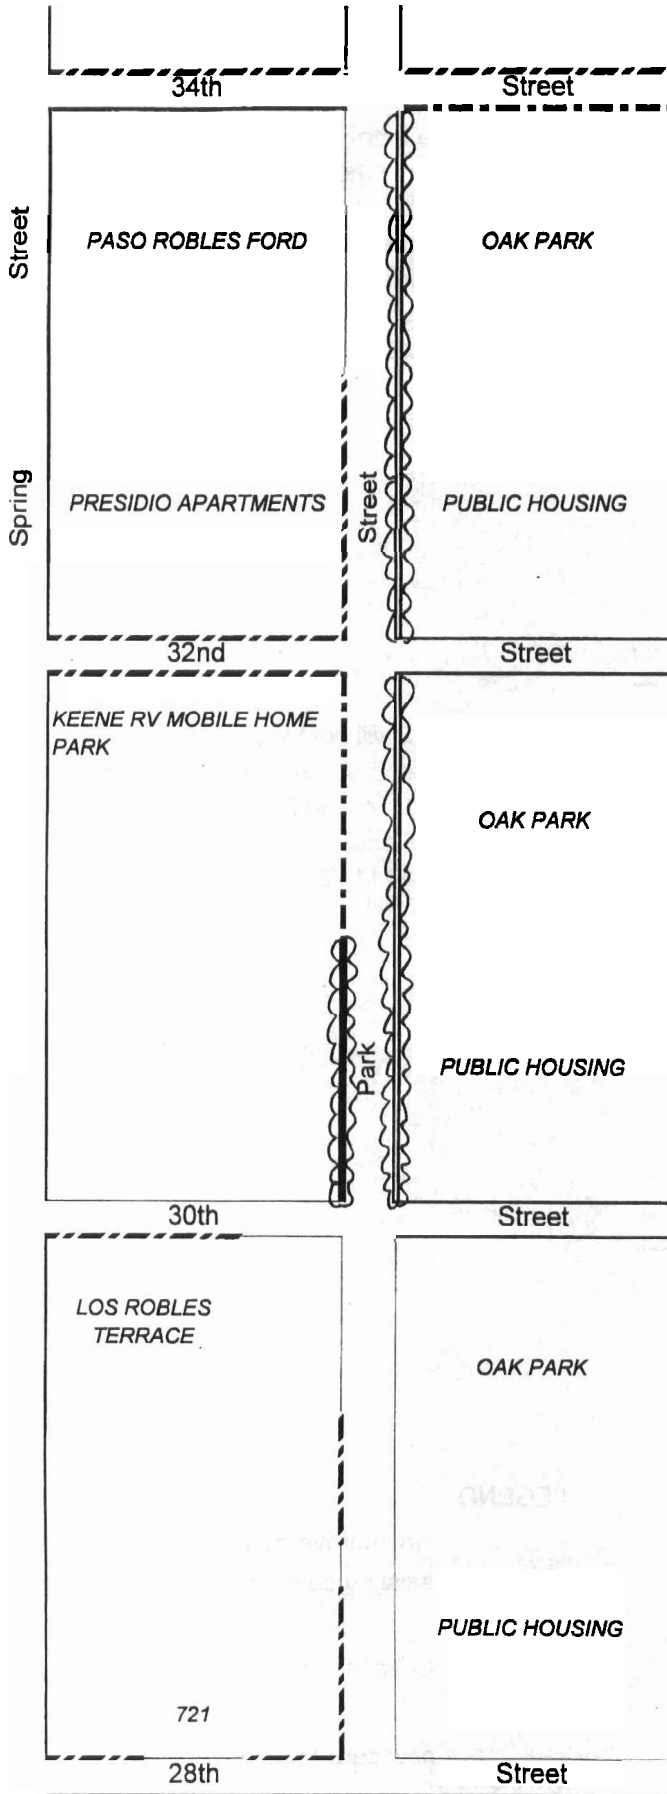 34th Street
Street
PASO ROBLES FORD
OAK PARK
Spring
PRESIDIO APARTMENTS
Street
PUBLIC HOUSING
32nd Street
KEENE RV MOBILE HOME
PARK
OAK PARK
Park
PUBLIC HOUSING
30th Street
LOS ROBLES
TERRACE
OAK PARK
LEGEND
PUBLIC HOUSING
721
28th Street